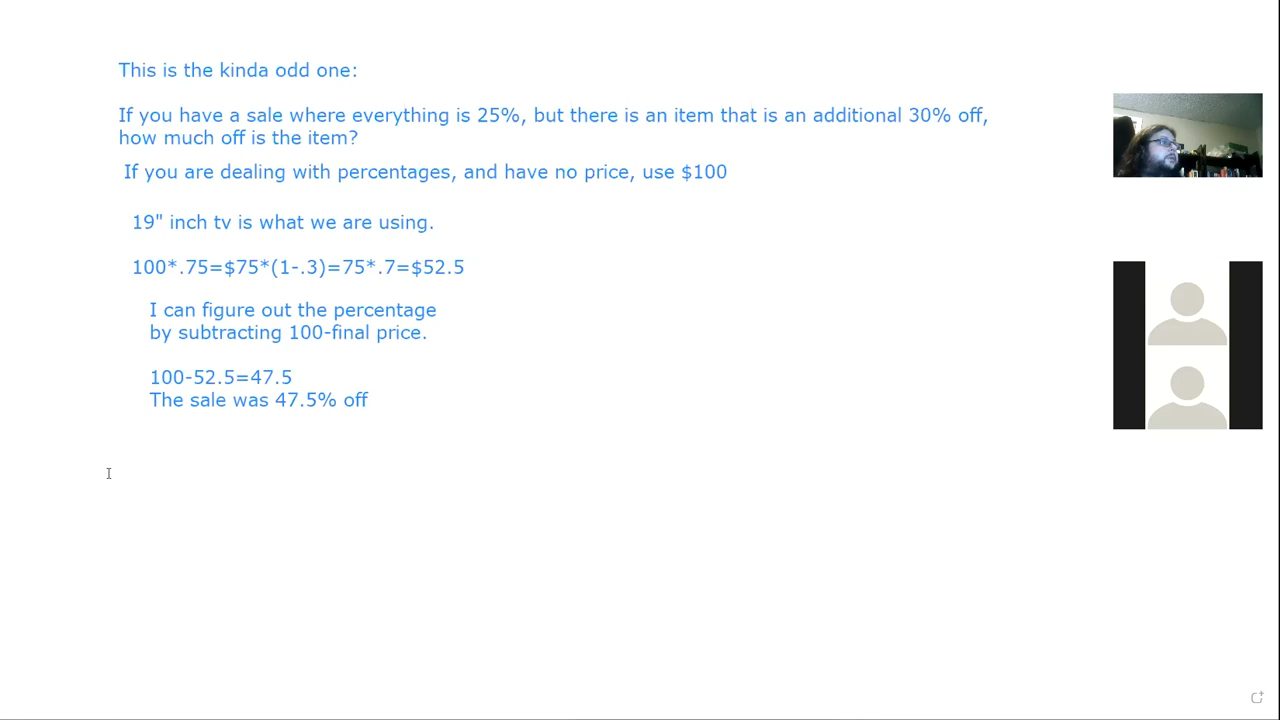 This is the kinda odd one:
If you have a sale where everything is 25%, but there is an item that is an additional 30% off,
how much off is the item?
If you are dealing with percentages, and have no price, use $100
19" inch tv is what we are using.
100*.75=$75*(1-.3)=75*.7=$52.5
I can figure out the percentage
by subtracting 100-final price.
100-52.5=47.5
The sale was 47.5% off